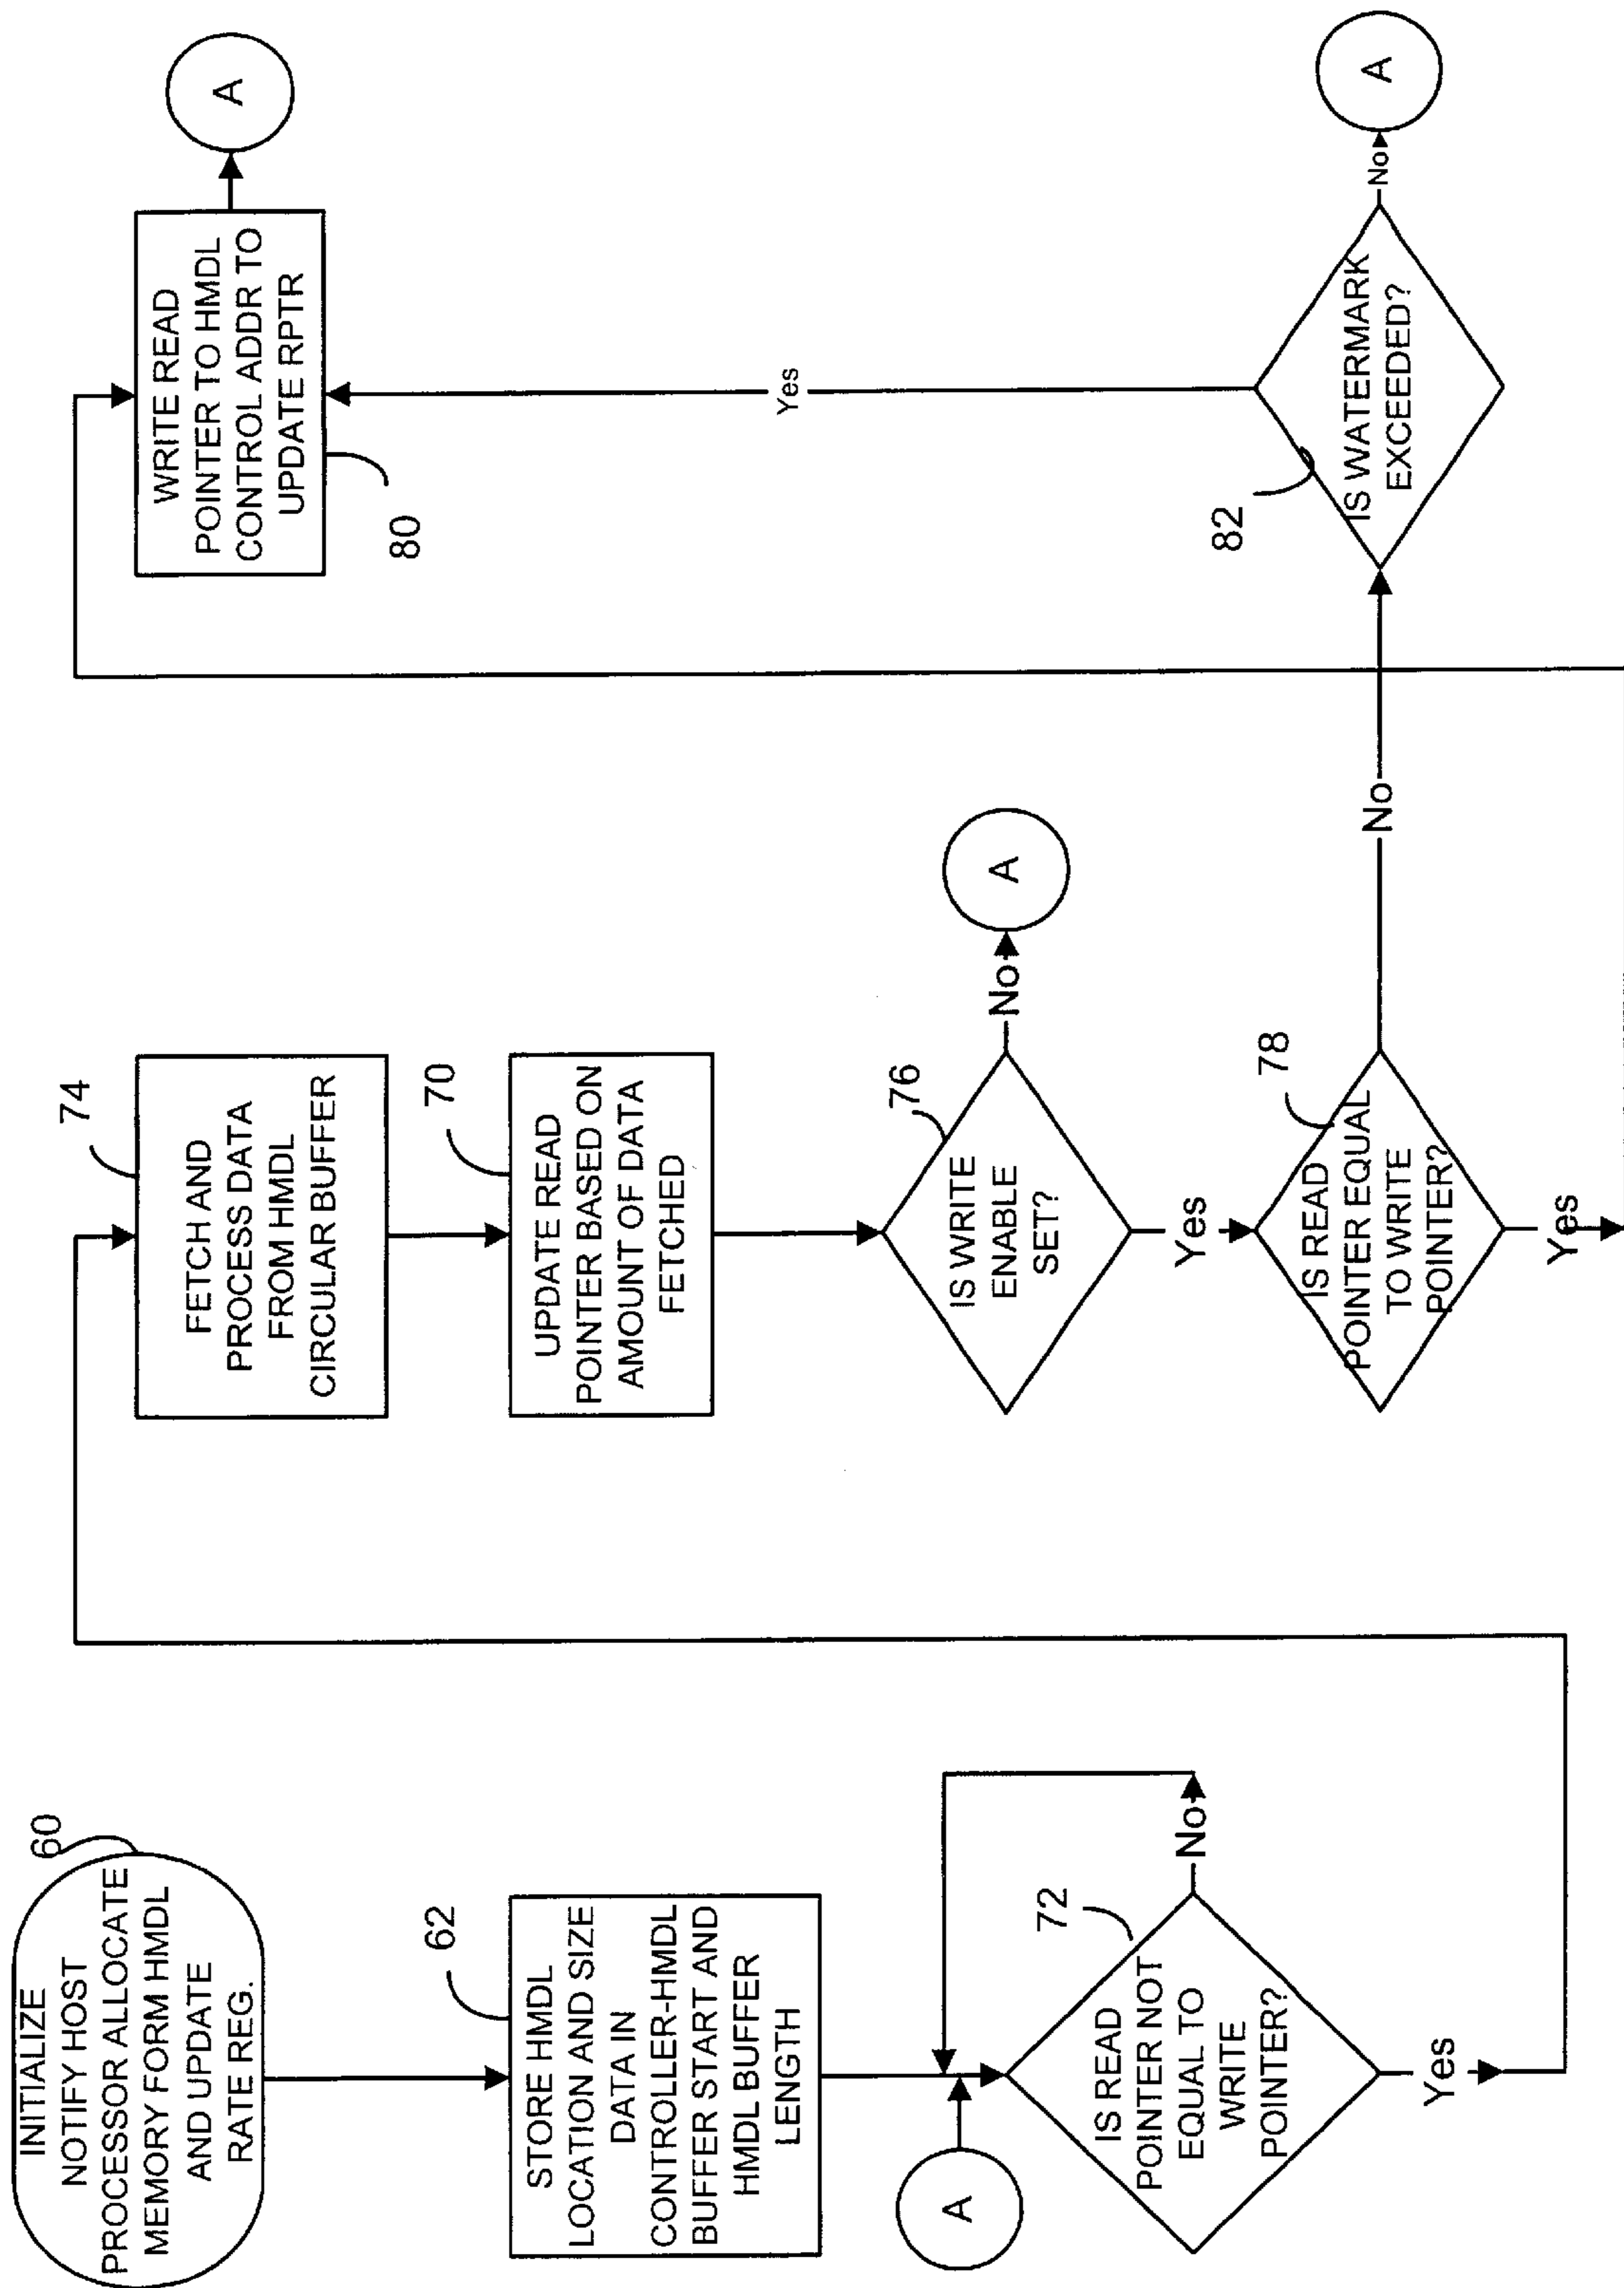 INITIALIZE
NOTIFY HOST
PROCESSOR ALLOCATE
MEMORY FORM HMDL
AND UPDATE
RATE REG.
60
STORE HMDL
LOCATION AND SIZE
DATA IN
CONTROLLER-HMDL
BUFFER START AND
HMDL BUFFER
LENGTH
62
A
IS READ
POINTER NOT
EQUAL TO
WRITE
POINTER?
72
No
Yes
FETCH AND
PROCESS DATA
FROM HMDL
CIRCULAR BUFFER
74
UPDATE READ
POINTER BASED ON
AMOUNT OF DATA
FETCHED
70
IS WRITE
ENABLE
SET?
76
No
A
Yes
IS READ
POINTER EQUAL
TO WRITE
POINTER?
78
No
Yes
WRITE READ
POINTER TO HMDL
CONTROL ADDR TO
UPDATE RPTR
80
A
Yes
IS WATERMARK
EXCEEDED?
82
No
A